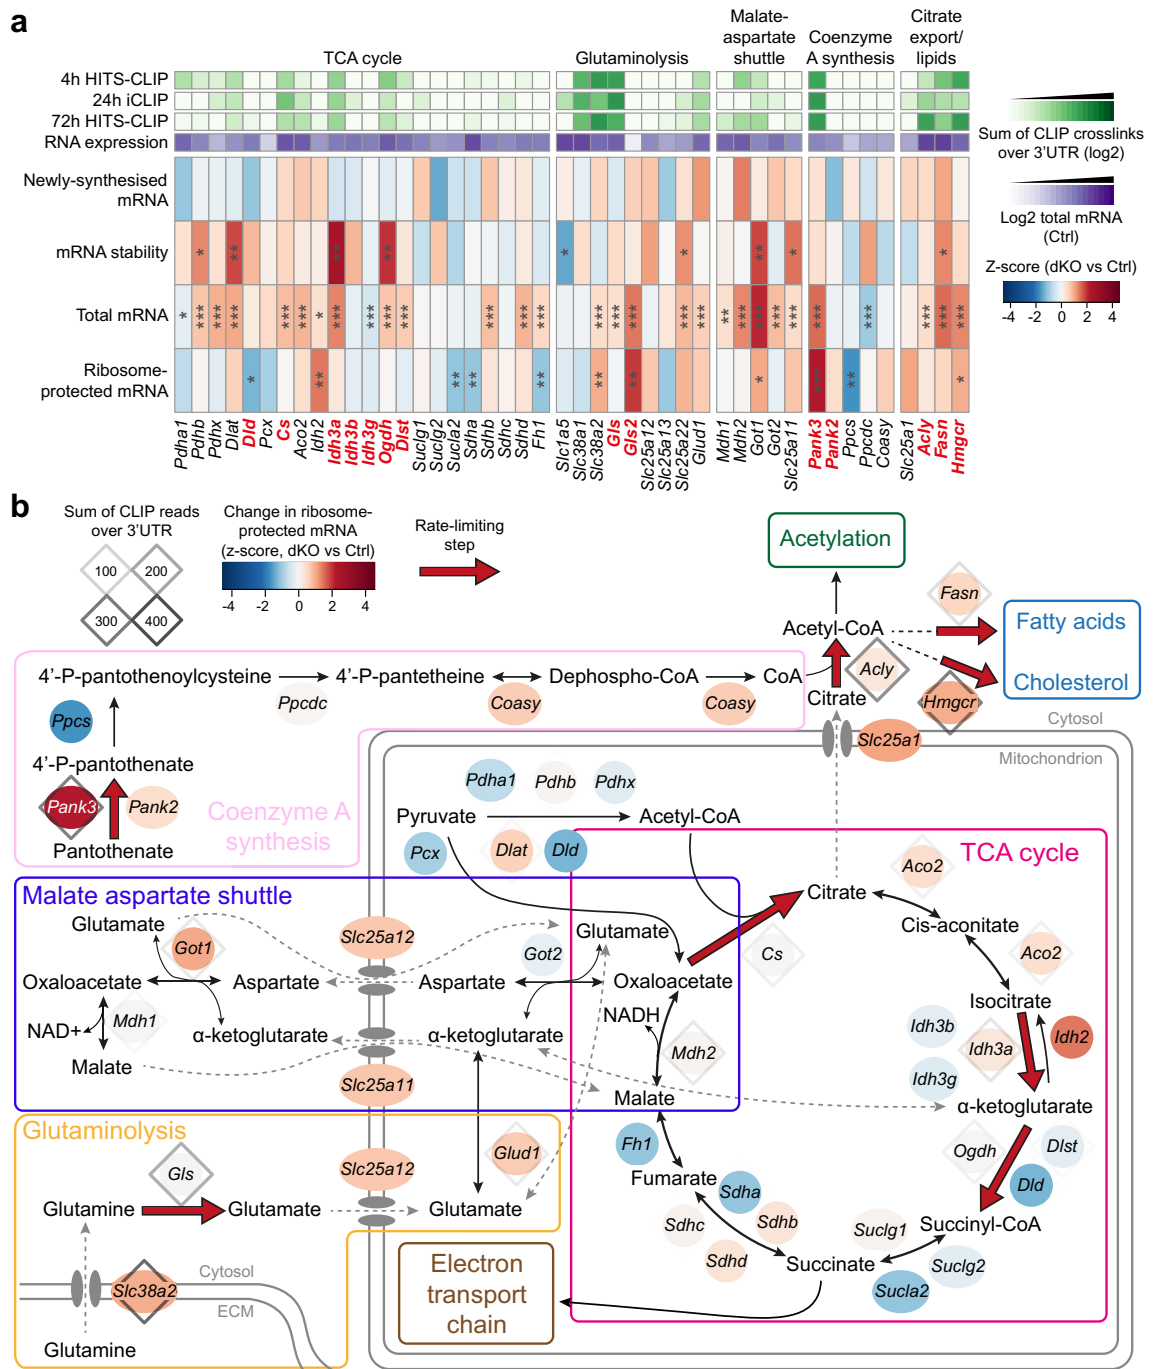 a
TCA cycle
Glutaminolysis
Malate-
aspartate
shuttle
Coenzyme
A synthesis
Citrate
export/
lipids
4h HITS-CLIP
24h iCLIP
72h HITS-CLIP
RNA expression
Newly-synthesised
mRNA
mRNA stability
* ** ** ** * * ** * *
Total mRNA
* *** *** *** *** *** * *** *** *** *** *** *** *** *** *** *** *** *** ** *** *** *** *** *** *** *** *** ***
Ribosome-
protected mRNA
* ** ** ** ** ** ** * *** ** *
Sum of CLIP crosslinks
over 3'UTR (log2)
Log2 total mRNA
(Ctrl)
Z-score (dKO vs Ctrl)
-4 -2 0 2 4
Pdha1
Pdhb
Pdhx
Dlat
Dld
Pcx
Cs
Aco2
Idh2
Idh3a
Idh3b
Idh3g
Ogdh
Dlst
Suclg1
Suclg2
Sucla2
Sdha
Sdhb
Sdhc
Sdhd
Fh1
Slc1a5
Slc38a1
Slc38a2
Gls
Gls2
Slc25a12
Slc25a13
Slc25a22
Glud1
Mdh1
Mdh2
Got1
Got2
Slc25a11
Pank3
Pank2
Ppcs
Ppcdc
Coasy
Slc25a1
Acly
Fasn
Hmgcr
b
Sum of CLIP reads
over 3'UTR
100 200
300 400
Change in ribosome-
protected mRNA
(z-score, dKO vs Ctrl)
-4 -2 0 2 4
Rate-limiting
step
Acetylation
Fasn
Acetyl-CoA
Fatty acids
Cholesterol
4'-P-pantothenoylcysteine
4'-P-pantetheine
Dephospho-CoA
CoA
Acly
Citrate
Hmgcr
Ppcdc
Coasy
Coasy
Ppcs
Slc25a1
Cytosol
Mitochondrion
4'-P-pantothenate
Pank3
Pank2
Pantothenate
Coenzyme A
synthesis
Pdha1
Pdhb
Pdhx
Pyruvate
Acetyl-CoA
Pcx
Dlat
Dld
TCA cycle
Aco2
Citrate
Cis-aconitate
Aco2
Isocitrate
Malate aspartate shuttle
Glutamate
Got1
Slc25a12
Got2
Glutamate
Cs
Oxaloacetate
Aspartate
Aspartate
Oxaloacetate
NAD+
Mdh1
α-ketoglutarate
α-ketoglutarate
NADH
Mdh2
Malate
Slc25a11
Malate
Idh3b
Idh3a
Idh2
Idh3g
α-ketoglutarate
Glutaminolysis
Gls
Slc25a12
Glud1
Glutamine
Glutamate
Glutamate
Fh1
Fumarate
Sdha
Sdhb
Sdhc
Sdhd
Ogdh
Dlst
Dld
Succinyl-CoA
Suclg1
Suclg2
Succinate
Sucla2
Slc38a2
Cytosol
ECM
Glutamine
Electron
transport
chain